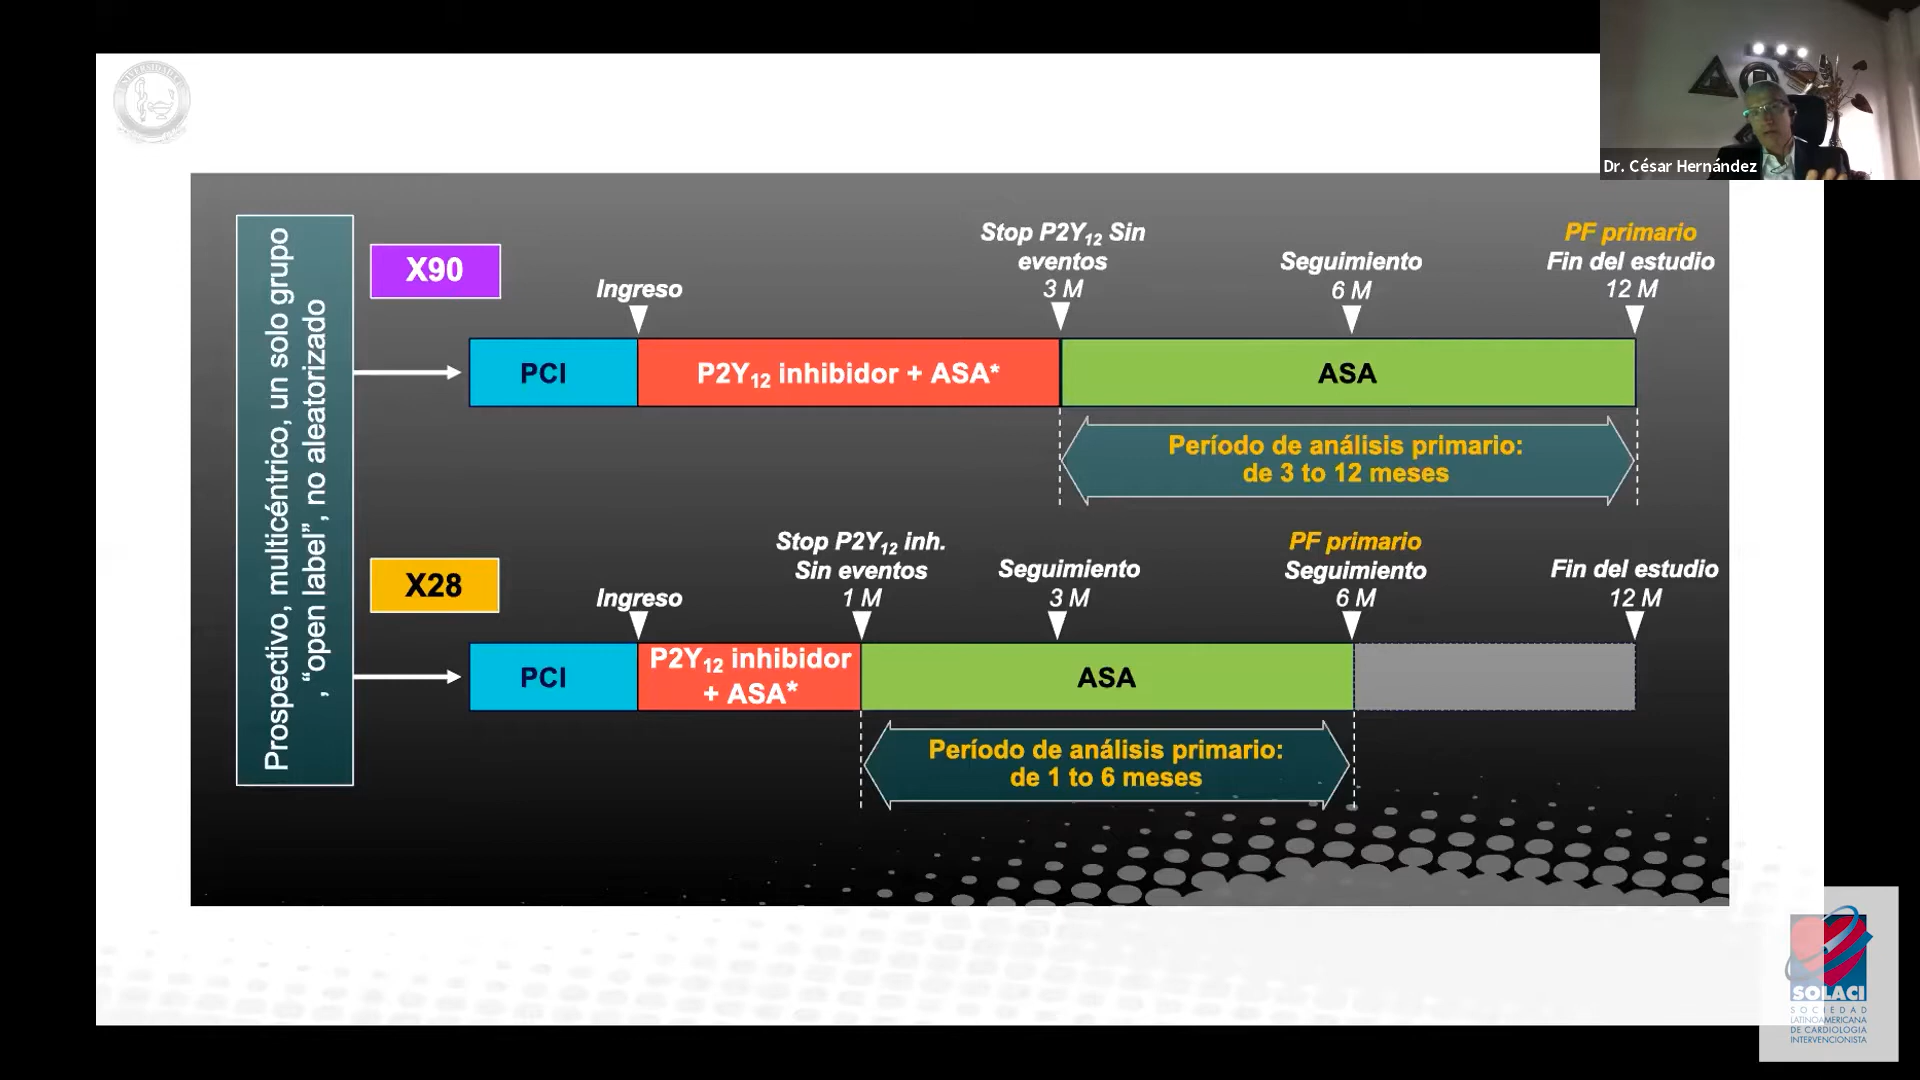 Dr. César Hernández
Prospectivo, multicéntrico, un solo grupo
, “open label”, no aleatorizado
X90
Ingreso
Stop P2Y12 Sin
eventos
3 M
Seguimiento
6 M
PF primario
Fin del estudio
12 M
PCI
P2Y12 inhibidor + ASA*
ASA
Período de análisis primario:
de 3 to 12 meses
X28
Ingreso
Stop P2Y12 inh.
Sin eventos
1 M
Seguimiento
3 M
PF primario
Seguimiento
6 M
Fin del estudio
12 M
PCI
P2Y12 inhibidor
+ ASA*
ASA
Período de análisis primario:
de 1 to 6 meses
SOLACI
SOCIEDAD
LATINOAMERICANA
DE CARDIOLOGIA
INTERVENCIONISTA